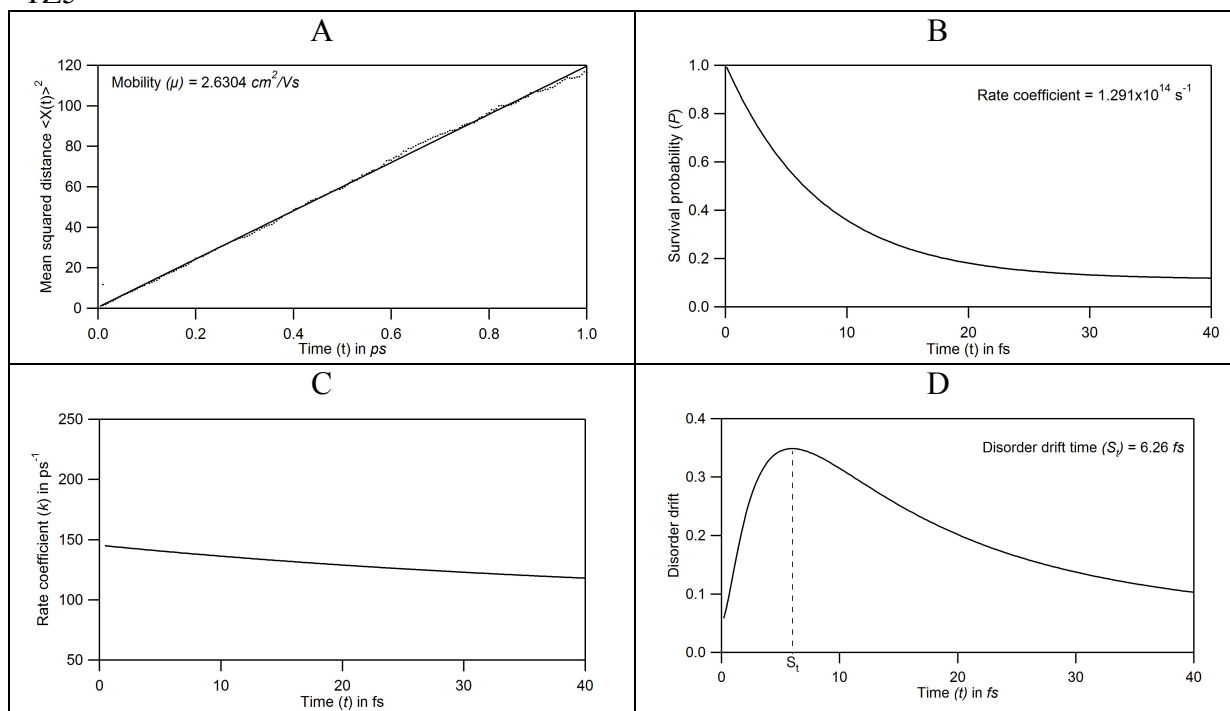 TZ3
A
Mobility (μ) = 2.6304 cm²/Vs
Mean squared distance <X(t)>²
120
100
80
60
40
20
0
0.0 0.2 0.4 0.6 0.8 1.0
Time (t) in ps
B
Rate coefficient = 1.291x10¹⁴ s⁻¹
Survival probability (P)
1.0
0.8
0.6
0.4
0.2
0.0
0 10 20 30 40
Time (t) in fs
C
Rate coefficient (k) in ps⁻¹
250
200
150
100
50
0 10 20 30 40
Time (t) in fs
D
Disorder drift time (Sₜ) = 6.26 fs
Disorder drift
0.4
0.3
0.2
0.1
0.0
0 10 20 30 40
Sₜ
Time (t) in fs